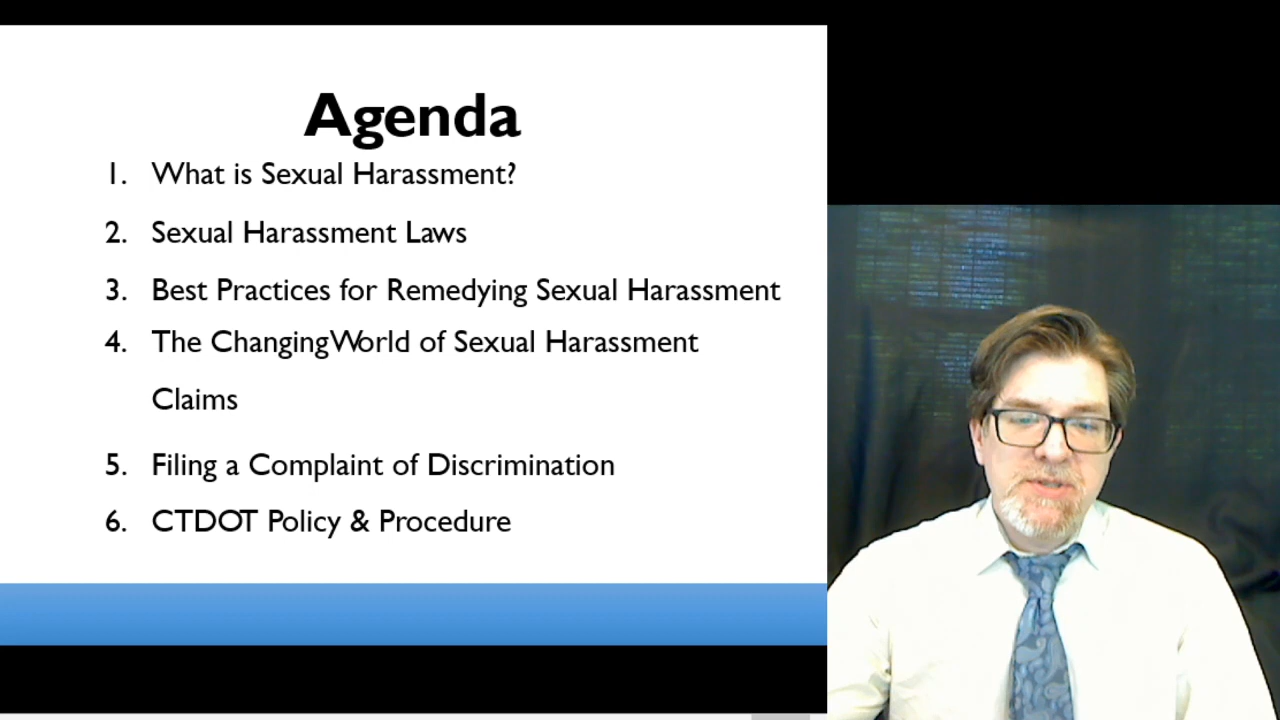 Agenda
1. What is Sexual Harassment?
2. Sexual Harassment Laws
3. Best Practices for Remedying Sexual Harassment
4. The ChangingWorld of Sexual Harassment
Claims
5. Filing a Complaint of Discrimination
6. CTDOT Policy & Procedure